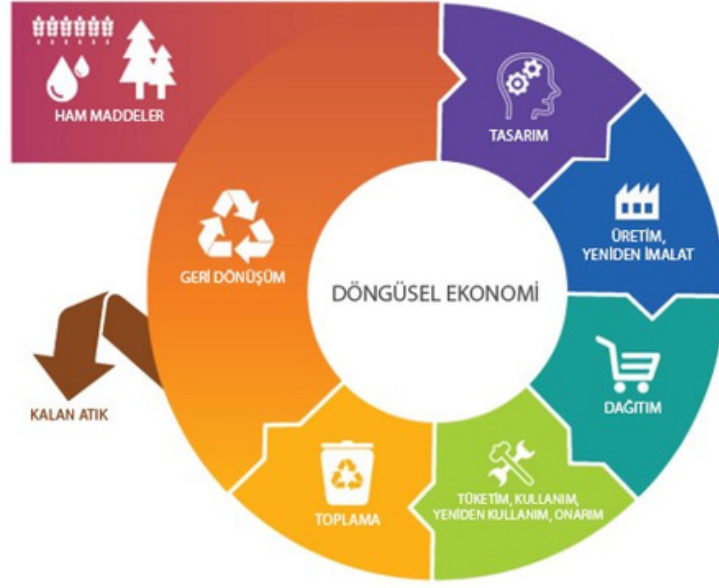 HAM MADDELER
TASARIM
ÜRETİM,
YENİDEN İMALAT
GERİ DÖNÜŞÜM
DÖNGÜSEL EKONOMİ
DAĞITIM
KALAN ATIK
TÜKETİM, KULLANIM,
YENİDEN KULLANIM, ONARIM
TOPLAMA